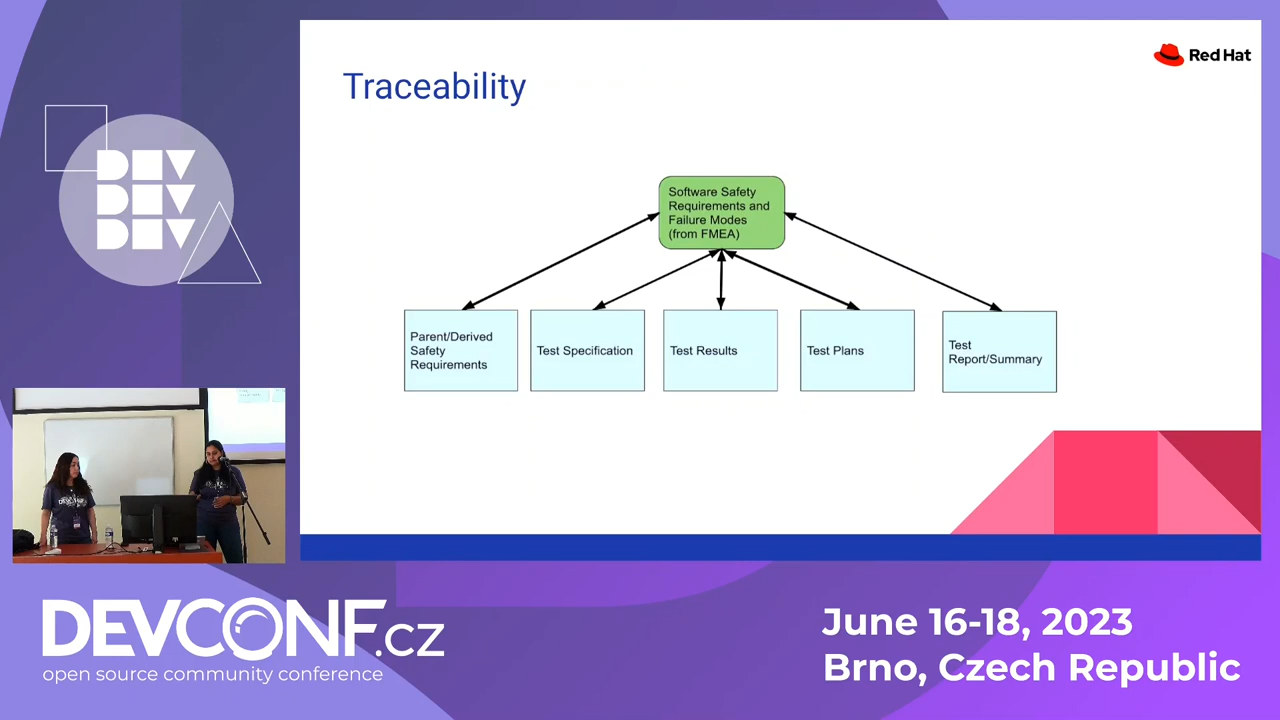 Red Hat
Traceability
DEV
DEV
DEV
Software Safety
Requirements and
Failure Modes
(from FMEA)
Parent/Derived
Safety
Requirements
Test Specification
Test Results
Test Plans
Test
Report/Summary
DEVCONF.cz
open source community conference
June 16-18, 2023
Brno, Czech Republic